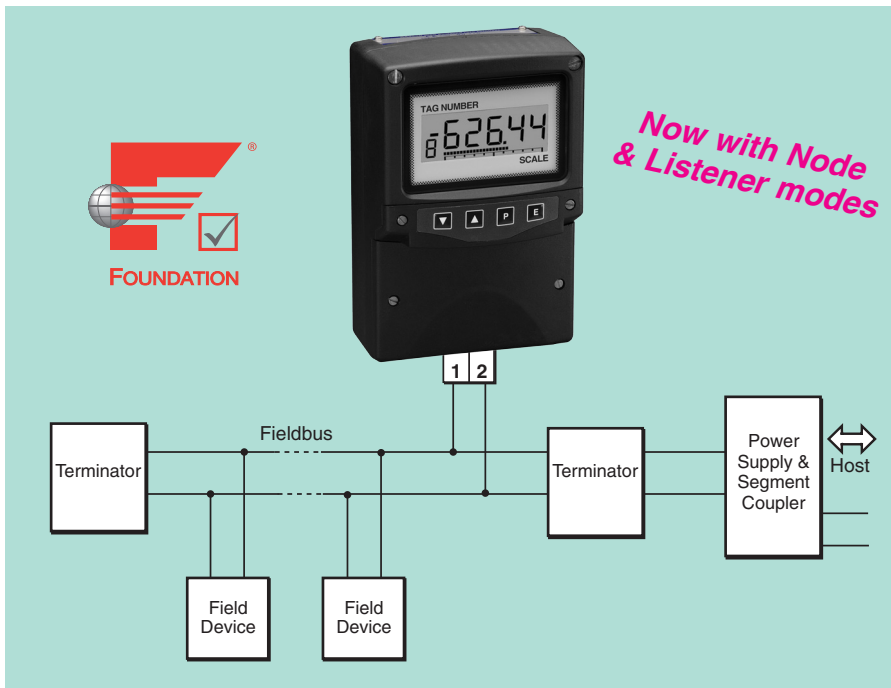 TAG NUMBER
-626.44
8
SCALE
P
E
Now with Node
& Listener modes
®
FOUNDATION
1 2
Fieldbus
Terminator
Terminator
Power
Supply &
Segment
Coupler
Host
Field
Device
Field
Device